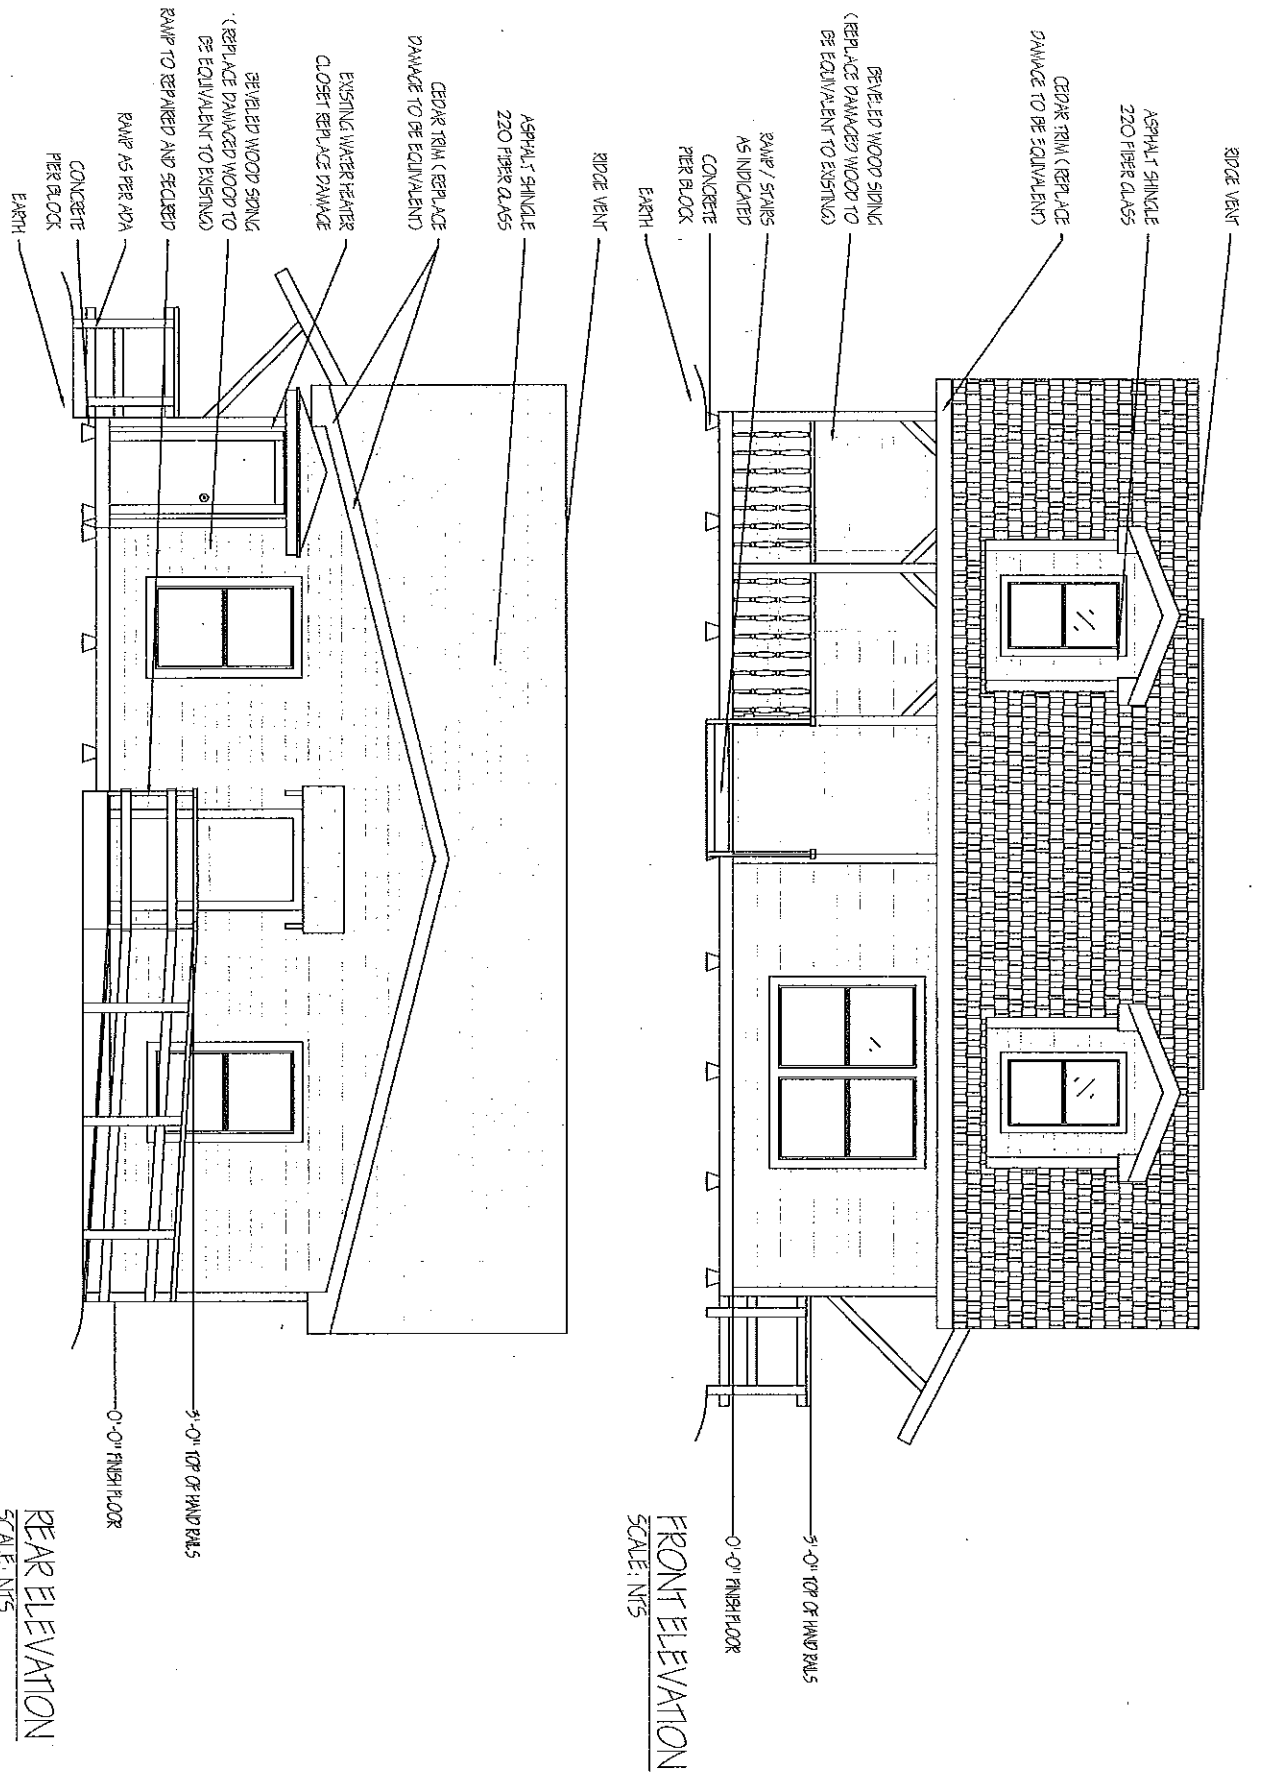 RIDGE VENT
ASPHALT SHINGLE
220 FIBER GLASS
CEDAR TRIM ( REPLACE
DAMAGE TO BE EQUIVALENT)
BEVELED WOOD SIDING
( REPLACE DAMAGED WOOD TO
BE EQUIVALENT TO EXISTING)
RAMP / STAIRS
AS INDICATED
CONCRETE
PIER BLOCK
EARTH
3'-0" TOP OF HAND RAILS
0'-0" FINISH FLOOR
FRONT ELEVATION
SCALE: NTS
RIDGE VENT
ASPHALT SHINGLE
220 FIBER GLASS
CEDAR TRIM ( REPLACE
DAMAGE TO BE EQUIVALENT)
EXISTING WATER HEATER
CLOSET REPLACE DAMAGE
BEVELED WOOD SIDING
( REPLACE DAMAGED WOOD TO
BE EQUIVALENT TO EXISTING)
RAMP TO REPAIRED AND SECURED
RAMP AS PER ADA
CONCRETE
PIER BLOCK
EARTH
3'-0" TOP OF HAND RAILS
0'-0" FINISH FLOOR
REAR ELEVATION
SCALE: NTS